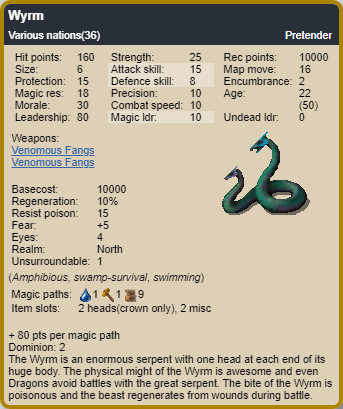 Wyrm
Various nations(36) Pretender
Hit points: 160 Strength: 25 Rec points: 10000
Size: 6 Attack skill: 15 Map move: 16
Protection: 15 Defence skill: 8 Encumbrance: 2
Magic res: 18 Precision: 10 Age: 22
Morale: 30 Combat speed: 10 (50)
Leadership: 80 Magic ldr: 10 Undead ldr: 0
Weapons:
Venomous Fangs
Venomous Fangs
Basecost: 10000
Regeneration: 10%
Resist poison: 15
Fear: +5
Eyes: 4
Realm: North
Unsurroundable: 1
(Amphibious, swamp-survival, swimming)
Magic paths: 1 1 9
Item slots: 2 heads(crown only), 2 misc
+ 80 pts per magic path
Dominion: 2
The Wyrm is an enormous serpent with one head at each end of its
huge body. The physical might of the Wyrm is awesome and even
Dragons avoid battles with the great serpent. The bite of the Wyrm is
poisonous and the beast regenerates from wounds during battle.